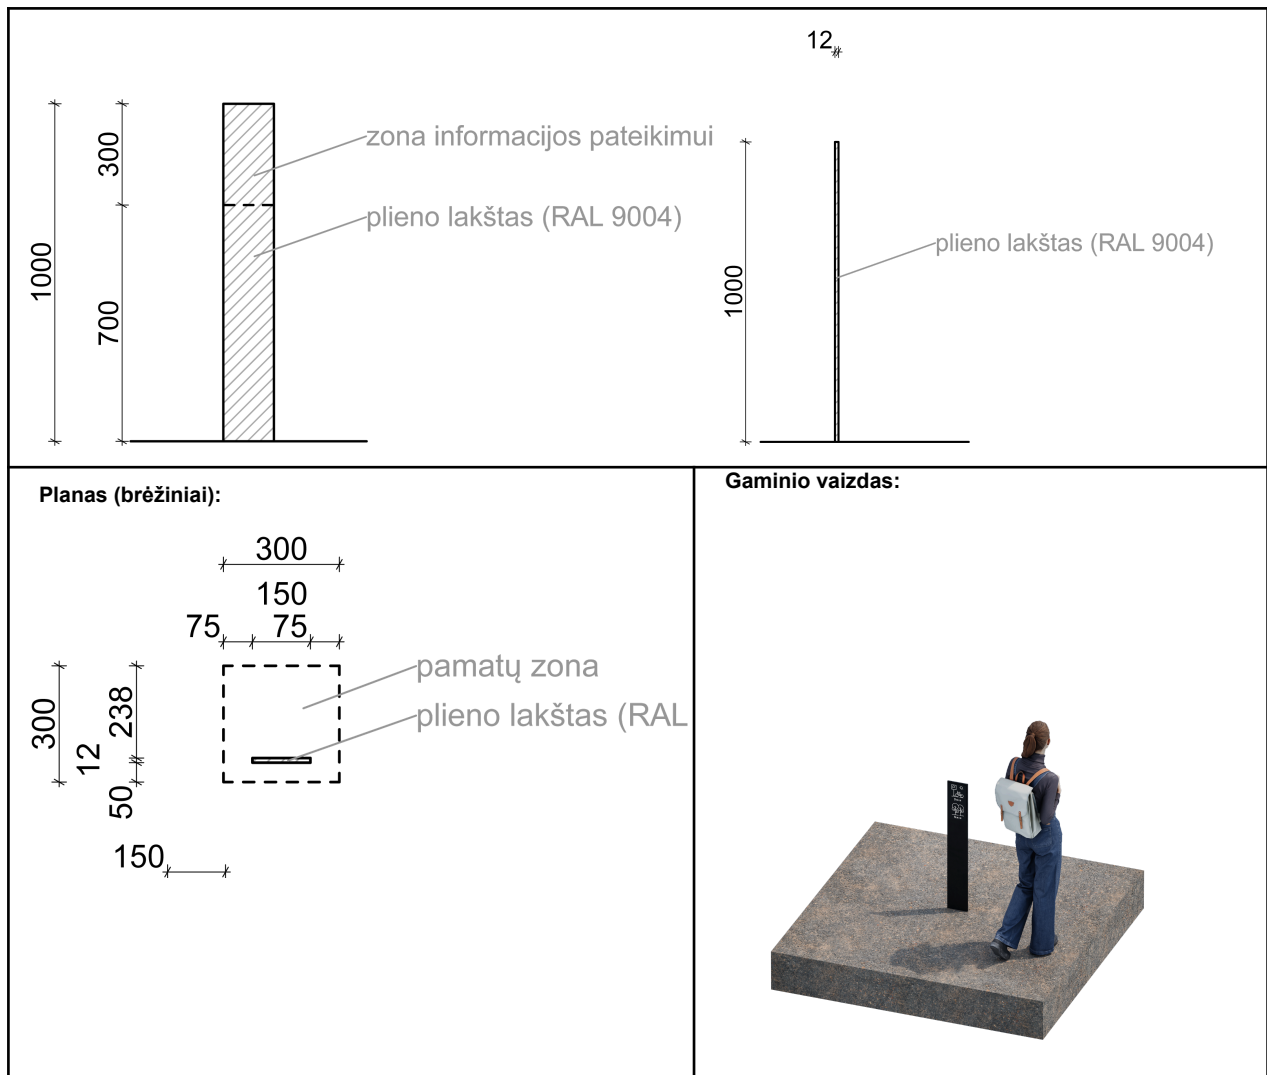 12
300
zona informacijos pateikimui
plieno lakštas (RAL 9004)
1000
700
plieno lakštas (RAL 9004)
1000
Planas (brėžiniai):
Gaminio vaizdas:
300
150
75
75
pamatų zona
plieno lakštas (RAL
300
238
12
50
150